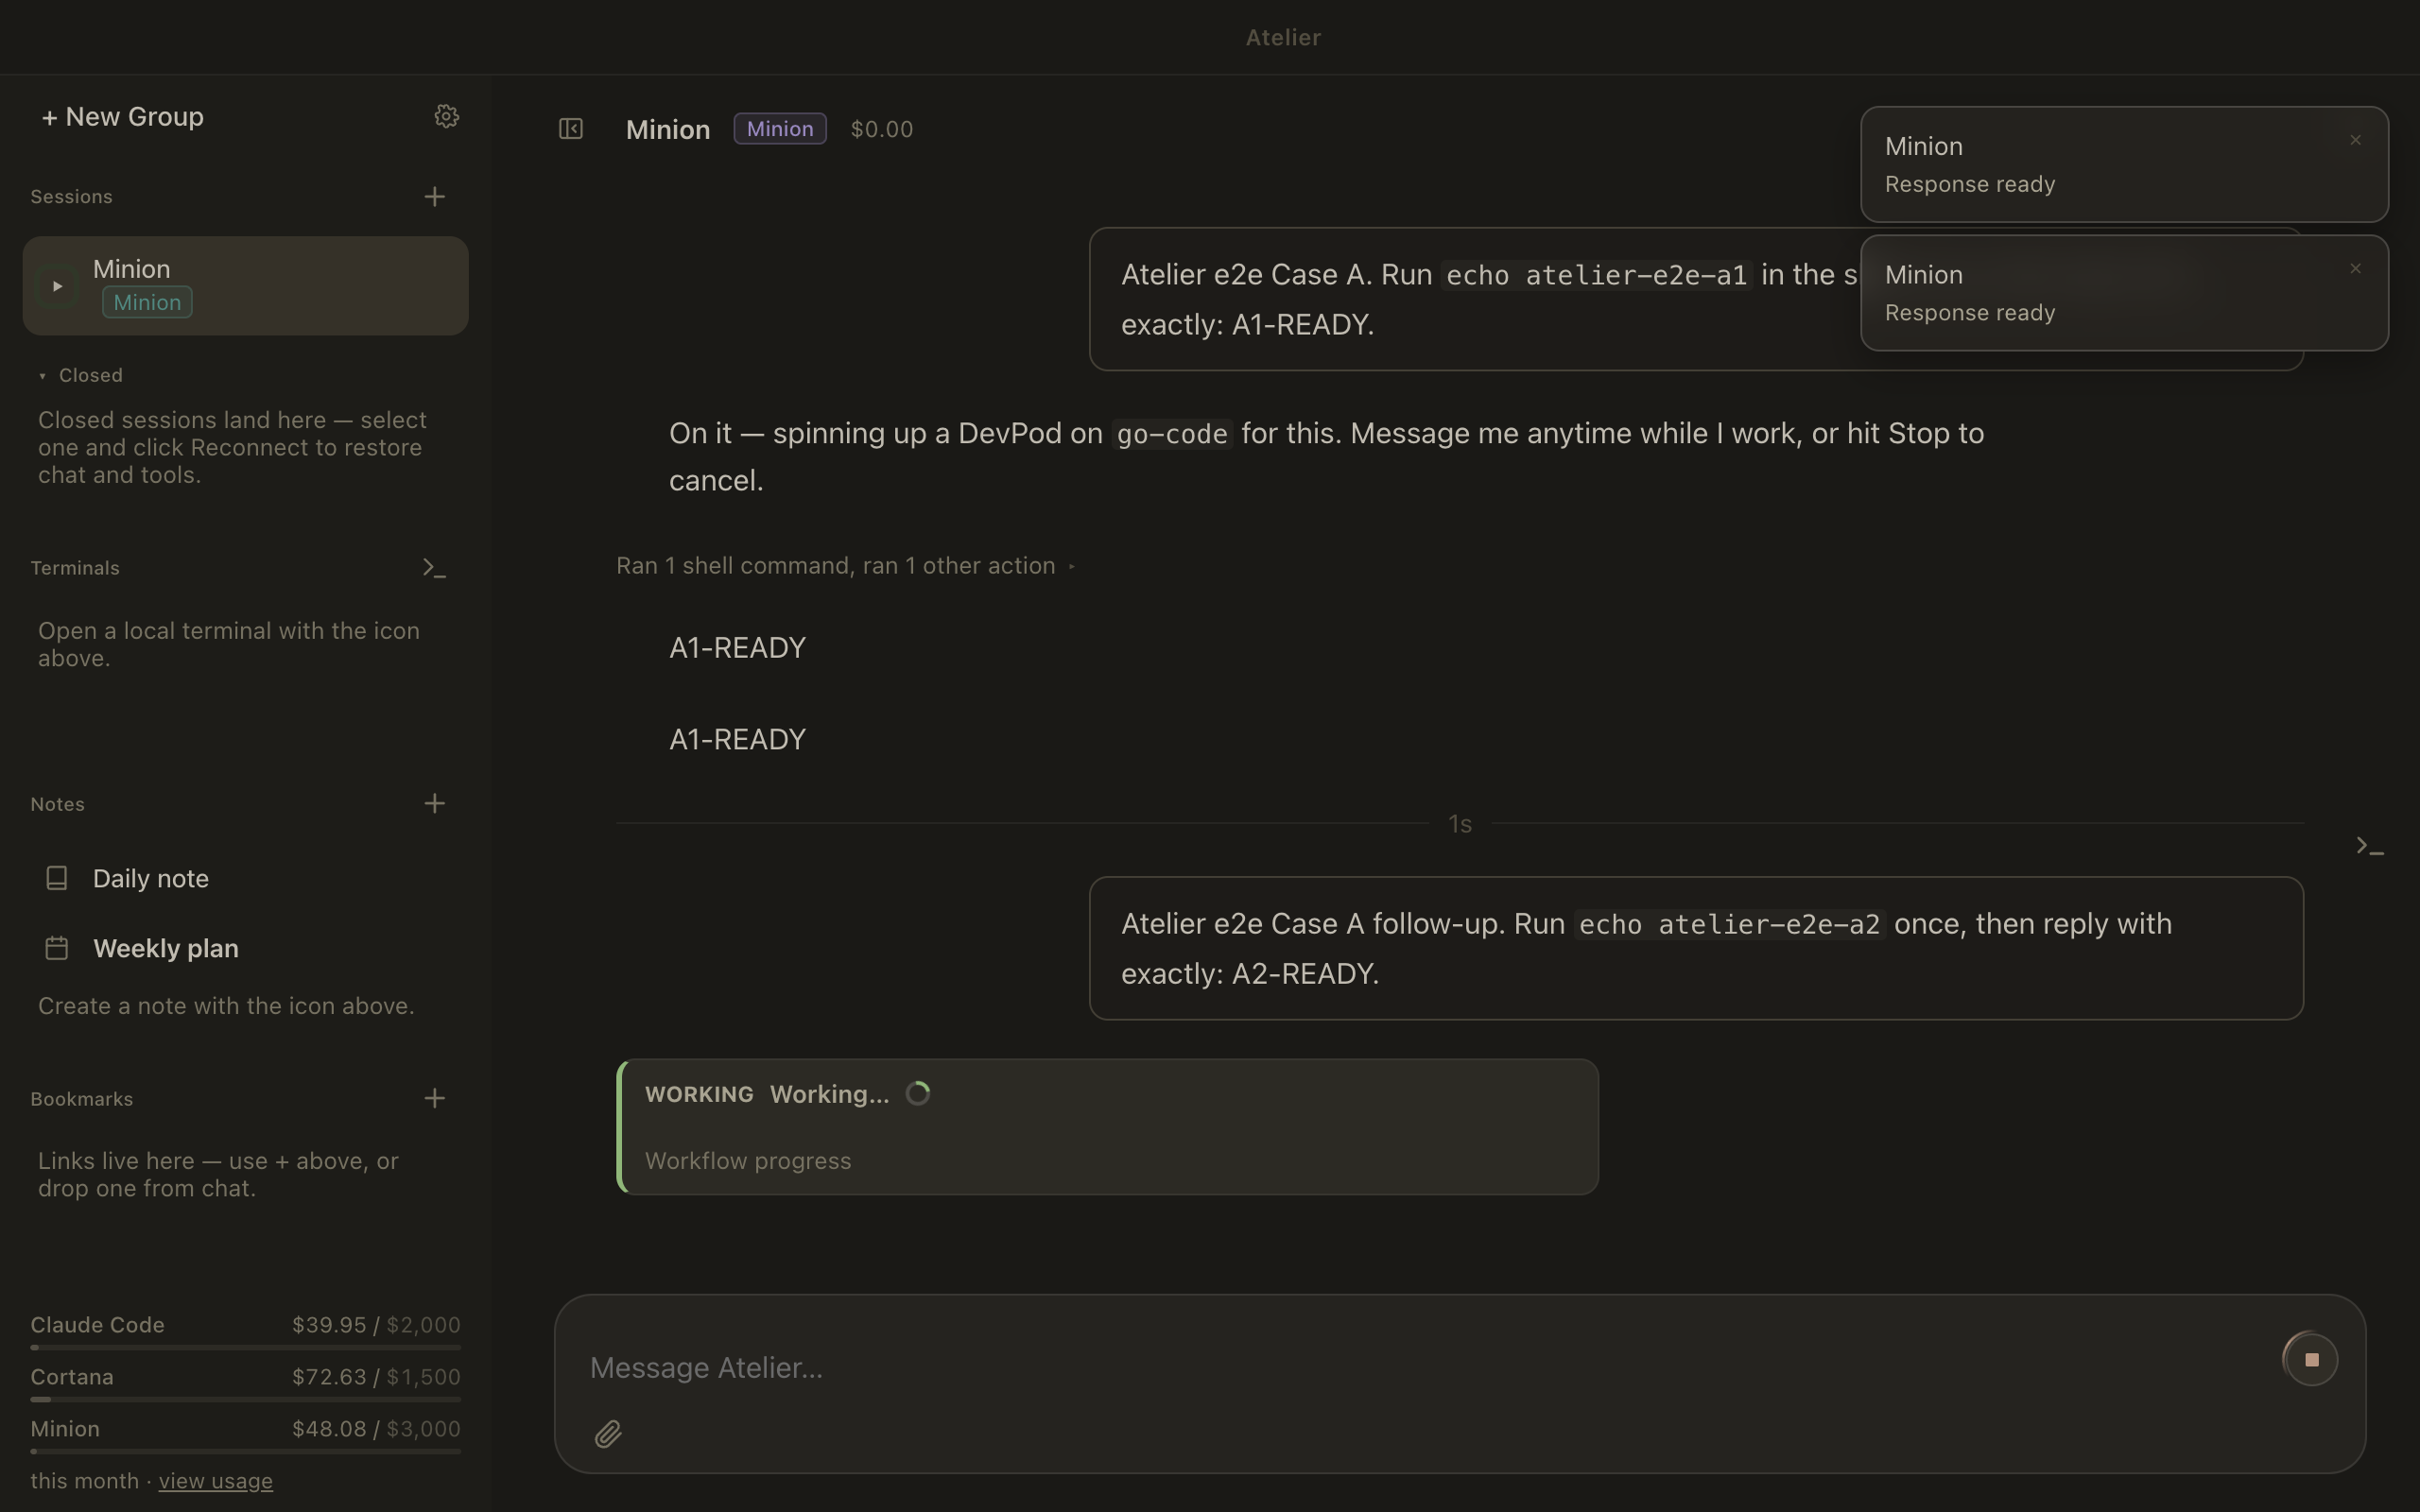 Atelier
+ New Group
Sessions
Minion
Minion
Closed
Closed sessions land here — select
one and click Reconnect to restore
chat and tools.
Terminals
Open a local terminal with the icon
above.
Notes
Daily note
Weekly plan
Create a note with the icon above.
Bookmarks
Links live here — use + above, or
drop one from chat.
Claude Code $39.95 / $2,000
Cortana $72.63 / $1,500
Minion $48.08 / $3,000
this month · view usage
Minion Minion $0.00
Minion
Response ready
Minion
Response ready
Atelier e2e Case A. Run echo atelier-e2e-a1 in the s
exactly: A1-READY.
On it — spinning up a DevPod on go-code for this. Message me anytime while I work, or hit Stop to
cancel.
Ran 1 shell command, ran 1 other action
A1-READY
A1-READY
1s
Atelier e2e Case A follow-up. Run echo atelier-e2e-a2 once, then reply with
exactly: A2-READY.
WORKING Working...
Workflow progress
Message Atelier...